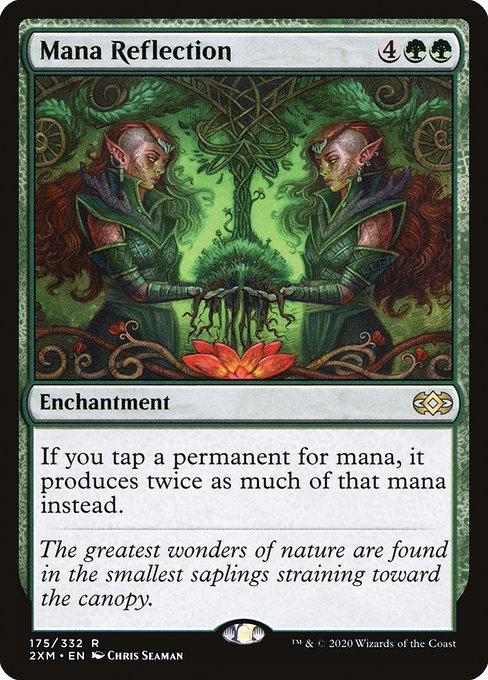 Mana Reflection 4
Enchantment
If you tap a permanent for mana, it
produces twice as much of that mana
instead.
The greatest wonders of nature are found
in the smallest saplings straining toward
the canopy.
175/332 R
™ & © 2020 Wizards of the Coast
2XM • EN Chris Seaman